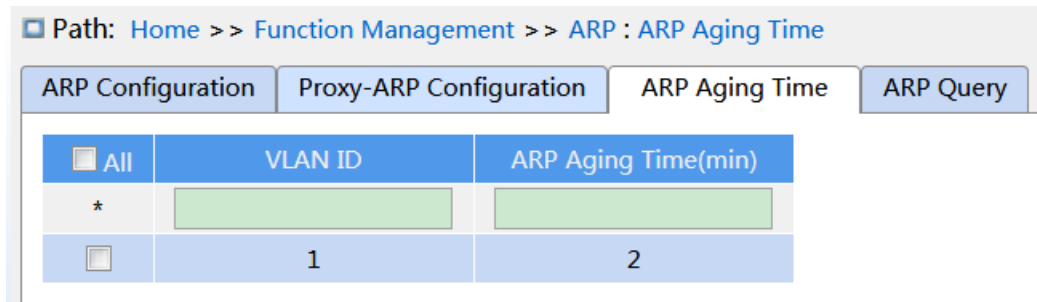 Path: Home >> Function Management >> ARP : ARP Aging Time
ARP Configuration Proxy-ARP Configuration ARP Aging Time ARP Query
All VLAN ID ARP Aging Time(min)
*
1 2